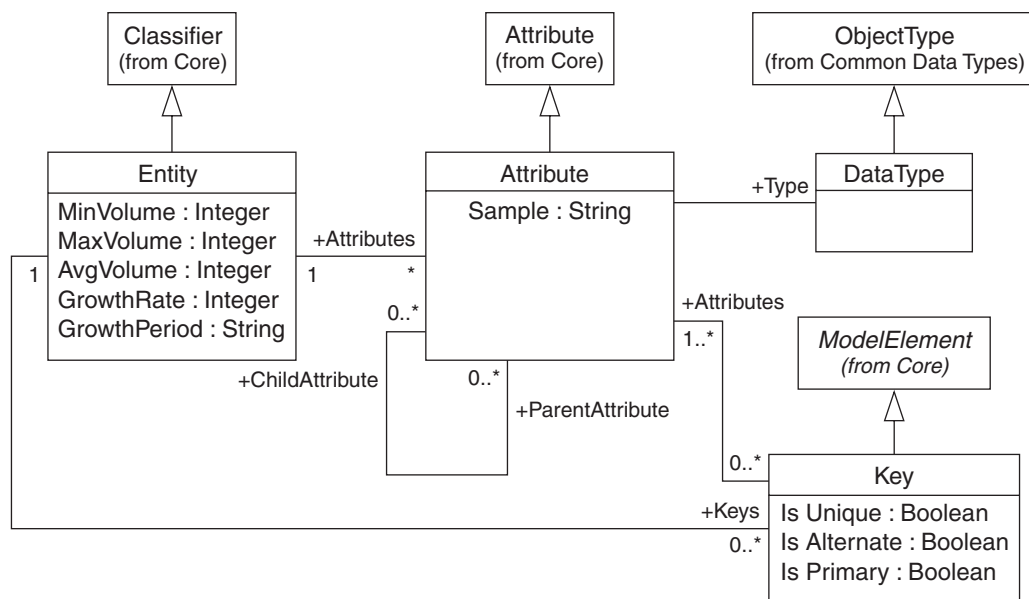 Classifier
(from Core)
Attribute
(from Core)
ObjectType
(from Common Data Types)
Entity
MinVolume : Integer
MaxVolume : Integer
AvgVolume : Integer
GrowthRate : Integer
GrowthPeriod : String
Attribute
Sample : String
DataType
+Type
+Attributes
1
1
*
0..*
+ChildAttribute
0..*
+ParentAttribute
+Attributes
1..*
ModelElement
(from Core)
0..*
Key
Is Unique : Boolean
Is Alternate : Boolean
Is Primary : Boolean
+Keys
0..*